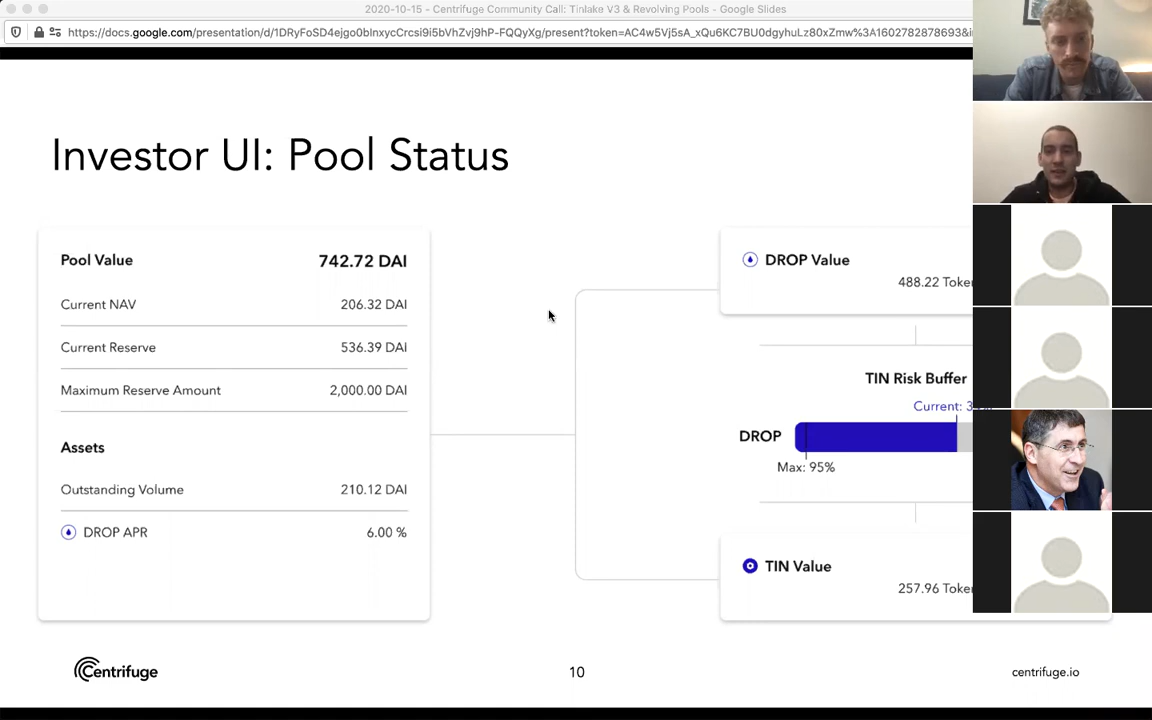 2020-10-15 – Centrifuge Community Call: Tinlake V3 & Revolving Pools - Google Slides
Investor UI: Pool Status
Pool Value 742.72 DAI
Current NAV 206.32 DAI
Current Reserve 536.39 DAI
Maximum Reserve Amount 2,000.00 DAI
Assets
Outstanding Volume 210.12 DAI
DROP APR 6.00 %
DROP Value
488.22
TIN Risk Buffer
Current:
DROP
Max: 95%
TIN Value
257.96
Centrifuge
10
centrifuge.io